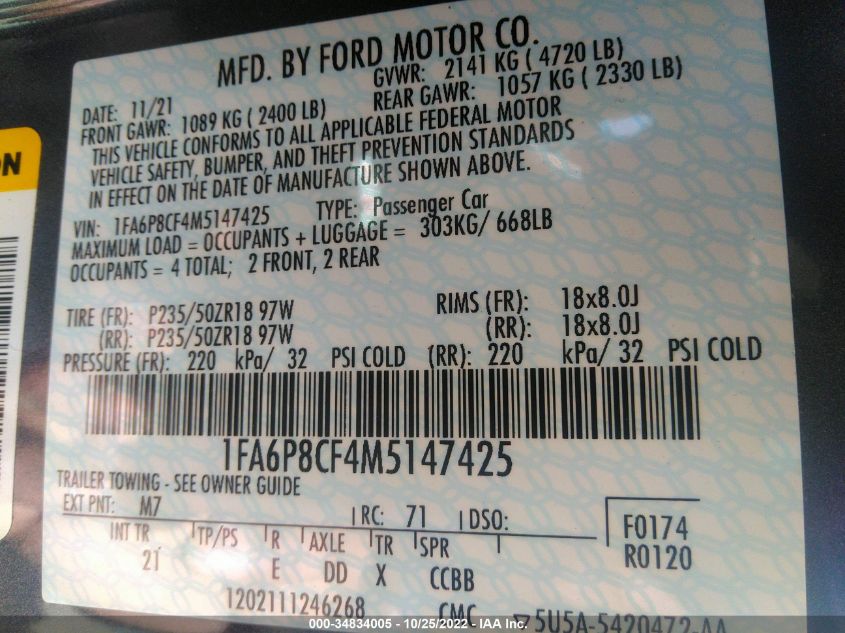 MFD. BY FORD MOTOR CO.
DATE: 11/21 GVWR: 2141 KG ( 4720 LB)
FRONT GAWR: 1089 KG ( 2400 LB) REAR GAWR: 1057 KG ( 2330 LB)
THIS VEHICLE CONFORMS TO ALL APPLICABLE FEDERAL MOTOR
VEHICLE SAFETY, BUMPER, AND THEFT PREVENTION STANDARDS
IN EFFECT ON THE DATE OF MANUFACTURE SHOWN ABOVE.
VIN: 1FA6P8CF4M5147425 TYPE: Passenger Car
MAXIMUM LOAD = OCCUPANTS + LUGGAGE = 303KG/ 668LB
OCCUPANTS = 4 TOTAL; 2 FRONT, 2 REAR
TIRE (FR): P235/50ZR18 97W RIMS (FR): 18x8.0J
(RR): P235/50ZR18 97W (RR): 18x8.0J
PRESSURE (FR): 220 kPa/ 32 PSI COLD (RR): 220 kPa/ 32 PSI COLD
1FA6P8CF4M5147425
TRAILER TOWING - SEE OWNER GUIDE
EXT PNT: M7 RC: 71 DSO:
INT TR TP/PS R AXLE TR SPR F0174
21 E DD X CCBB R0120
1202111246268 CMC 5U5A-5420472-AA
000-34834005 - 10/25/2022 - IAA Inc.